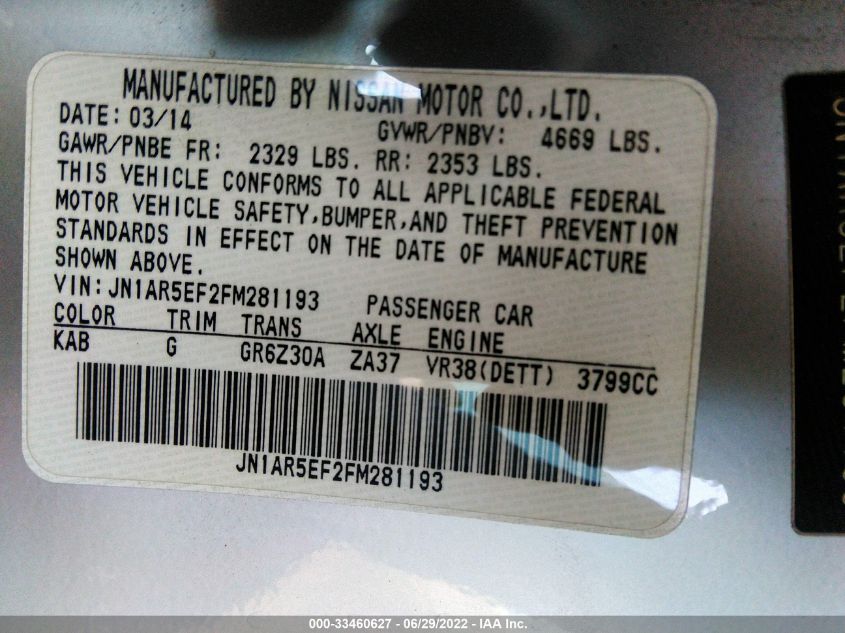 MANUFACTURED BY NISSAN MOTOR CO.,LTD.
DATE: 03/14 GVWR/PNBV: 4669 LBS.
GAWR/PNBE FR: 2329 LBS. RR: 2353 LBS.
THIS VEHICLE CONFORMS TO ALL APPLICABLE FEDERAL
MOTOR VEHICLE SAFETY,BUMPER,AND THEFT PREVENTION
STANDARDS IN EFFECT ON THE DATE OF MANUFACTURE
SHOWN ABOVE.
VIN:JN1AR5EF2FM281193 PASSENGER CAR
COLOR TRIM TRANS AXLE ENGINE
KAB G GR6Z30A ZA37 VR38(DETT) 3799CC
JN1AR5EF2FM281193
000-33460627 - 06/29/2022 - IAA Inc.